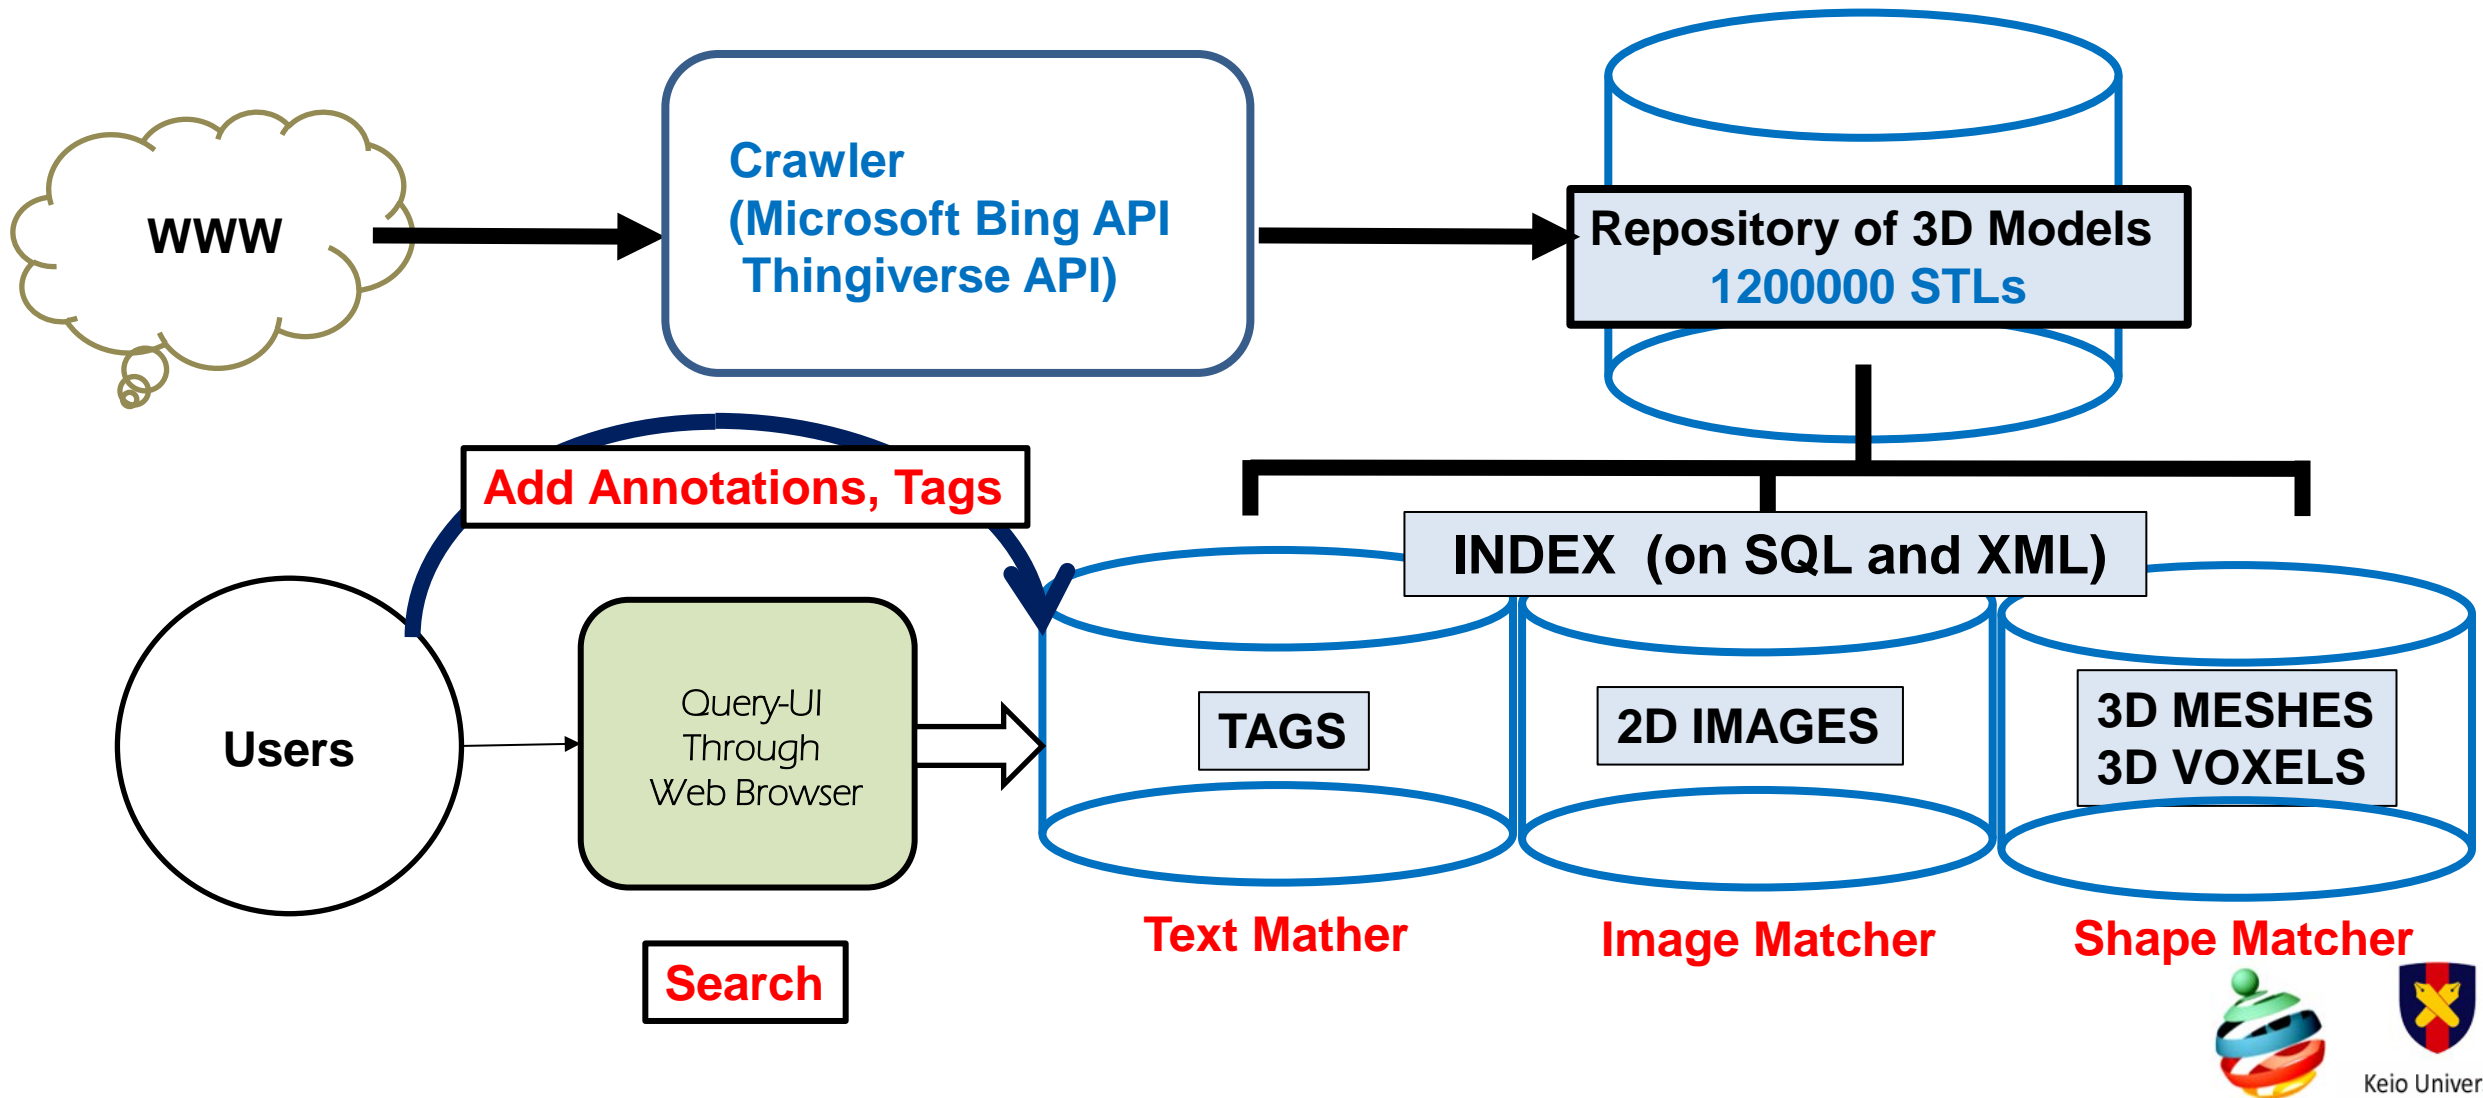 WWW
Crawler
(Microsoft Bing API
Thingiverse API)
Repository of 3D Models
1200000 STLs
Add Annotations, Tags
INDEX (on SQL and XML)
Users
Query-UI
Through
Web Browser
TAGS
2D IMAGES
3D MESHES
3D VOXELS
Search
Text Mather
Image Matcher
Shape Matcher
Keio Univer